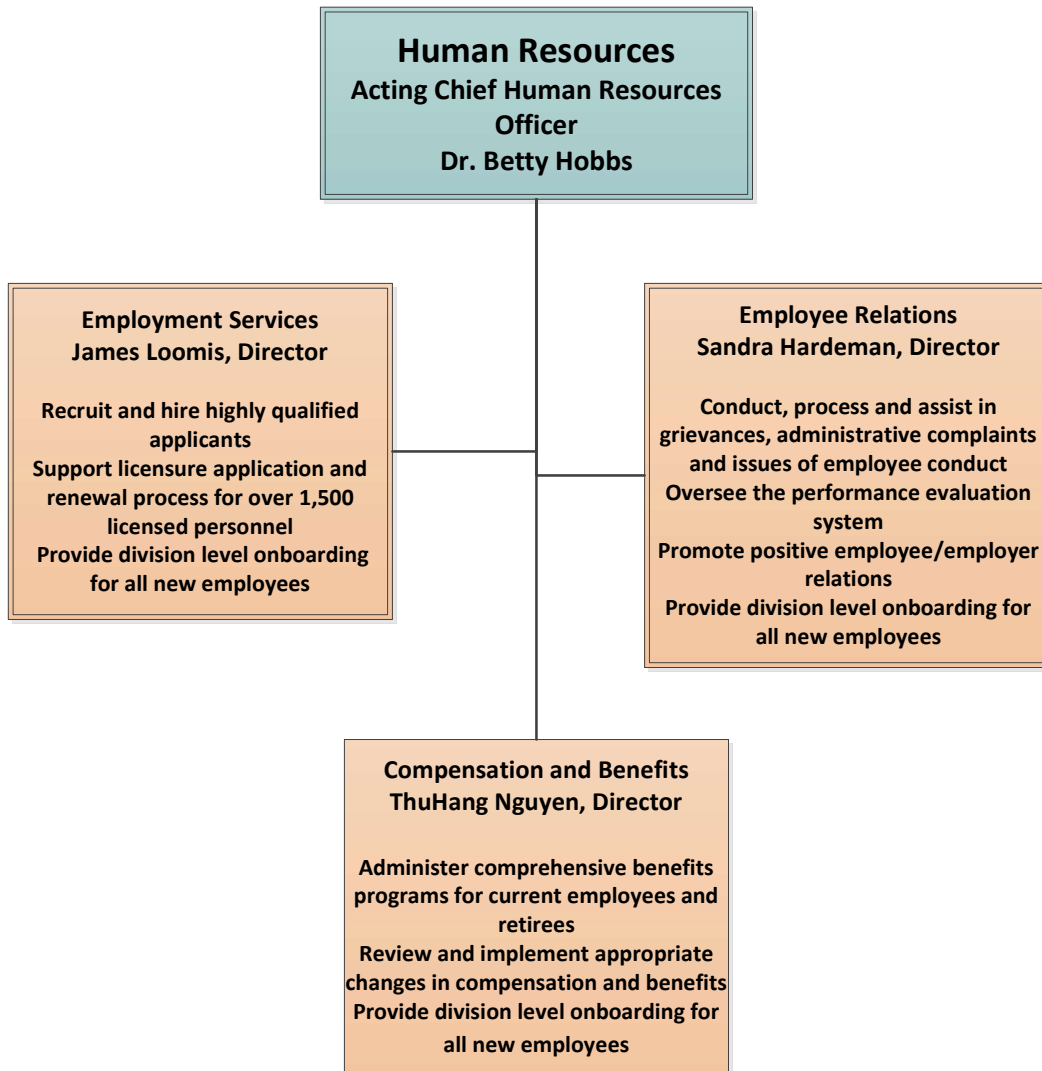 Human Resources
Acting Chief Human Resources
Officer
Dr. Betty Hobbs
Employment Services
James Loomis, Director
Recruit and hire highly qualified
applicants
Support licensure application and
renewal process for over 1,500
licensed personnel
Provide division level onboarding
for all new employees
Employee Relations
Sandra Hardeman, Director
Conduct, process and assist in
grievances, administrative complaints
and issues of employee conduct
Oversee the performance evaluation
system
Promote positive employee/employer
relations
Provide division level onboarding for
all new employees
Compensation and Benefits
ThuHang Nguyen, Director
Administer comprehensive benefits
programs for current employees and
retirees
Review and implement appropriate
changes in compensation and benefits
Provide division level onboarding for
all new employees